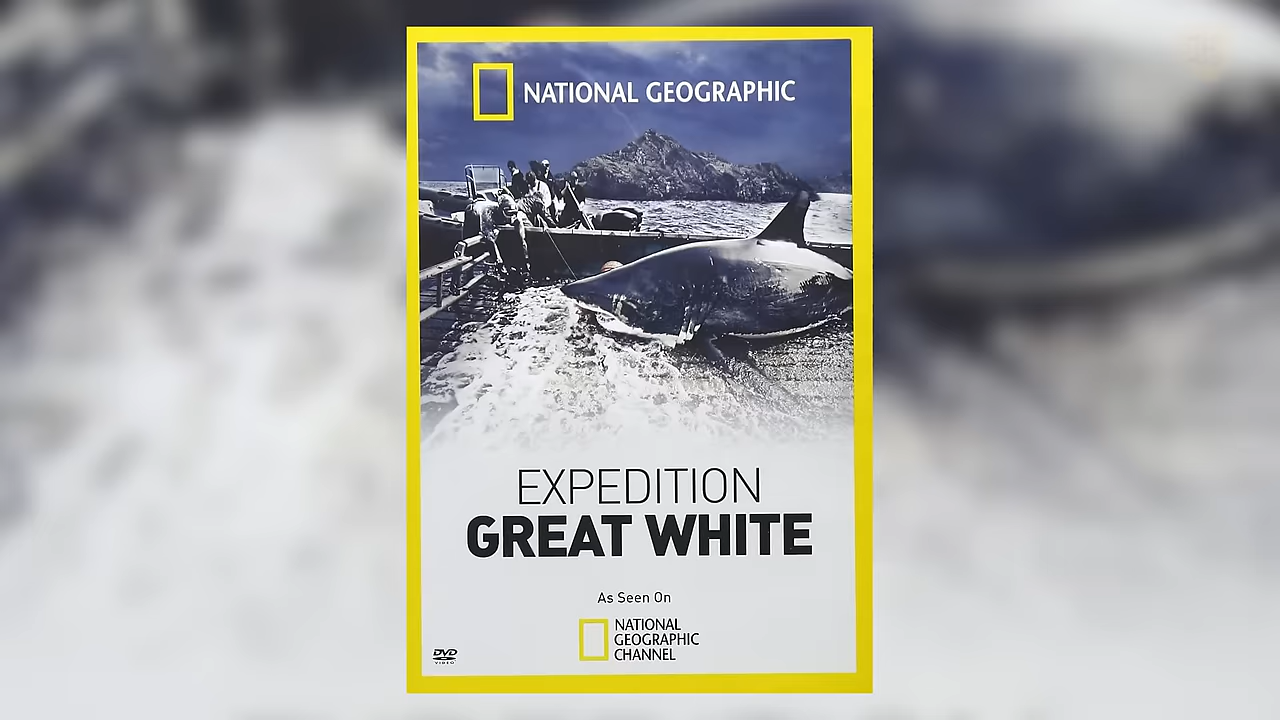 NATIONAL GEOGRAPHIC
EXPEDITION
GREAT WHITE
As Seen On
NATIONAL
GEOGRAPHIC
CHANNEL
DVD
VIDEO